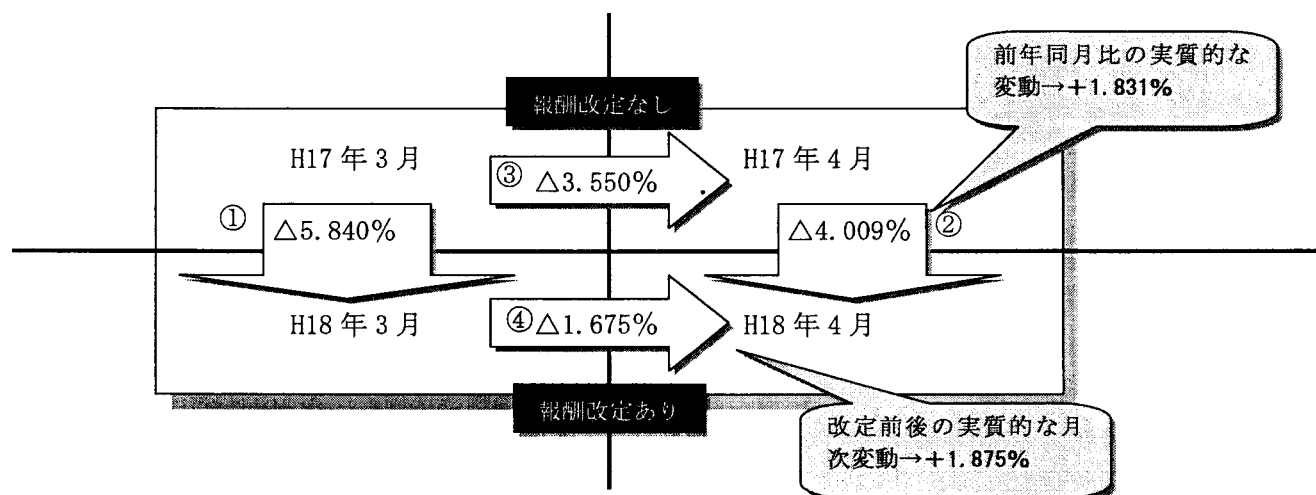 前年同月比の実質的な
変動→+1.831%
報酬改定なし
H17年3月
③ △3.550%
H17年4月
① △5.840%
△4.009% ②
H18年3月
④△1.675%
H18年4月
報酬改定あり
改定前後の実質的な月
次変動→+1.875%